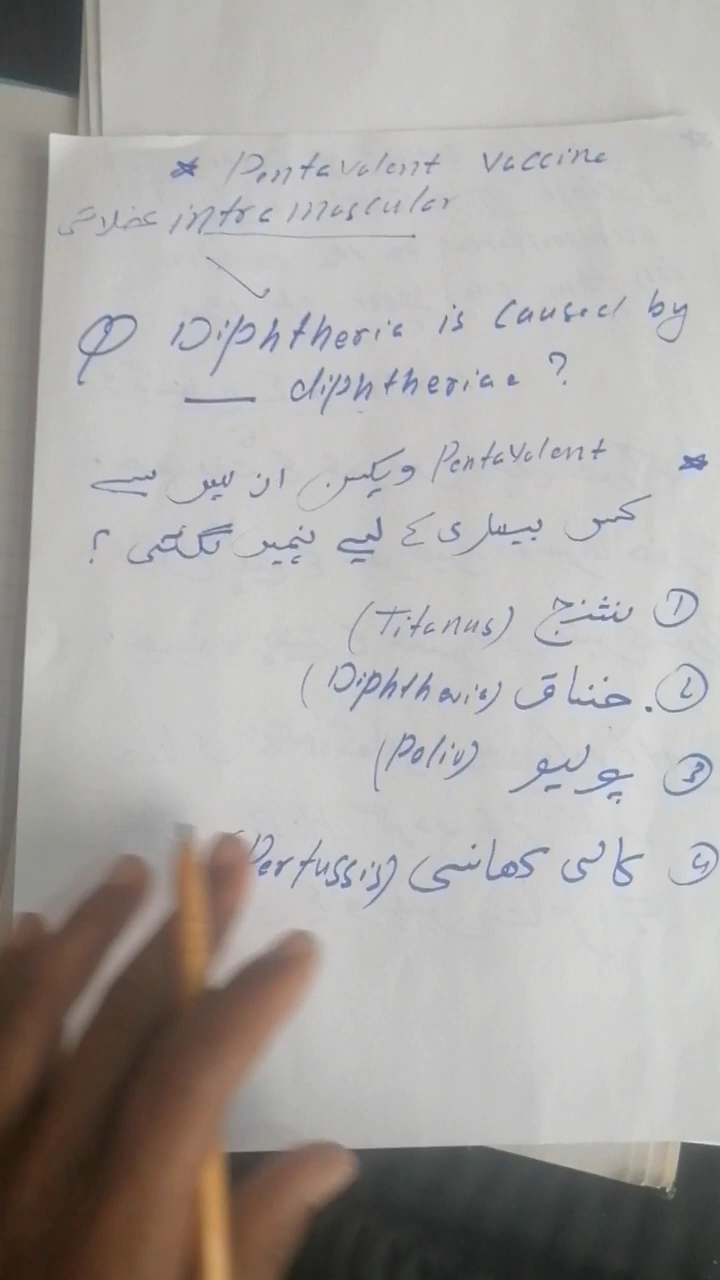 * Pentavalent vaccine
عضلاتی intramuscular
Q Diphtheria is caused by
___ diphtheriae ?
* Pentavalent ویکسن ان میں سے
کس بیماری کے لیے نہیں لگتی ؟
① تشنج (Titanus)
② خناق (Diphtheria)
③ پولیو (Polio)
④ کالی کھانسی (Pertussis)